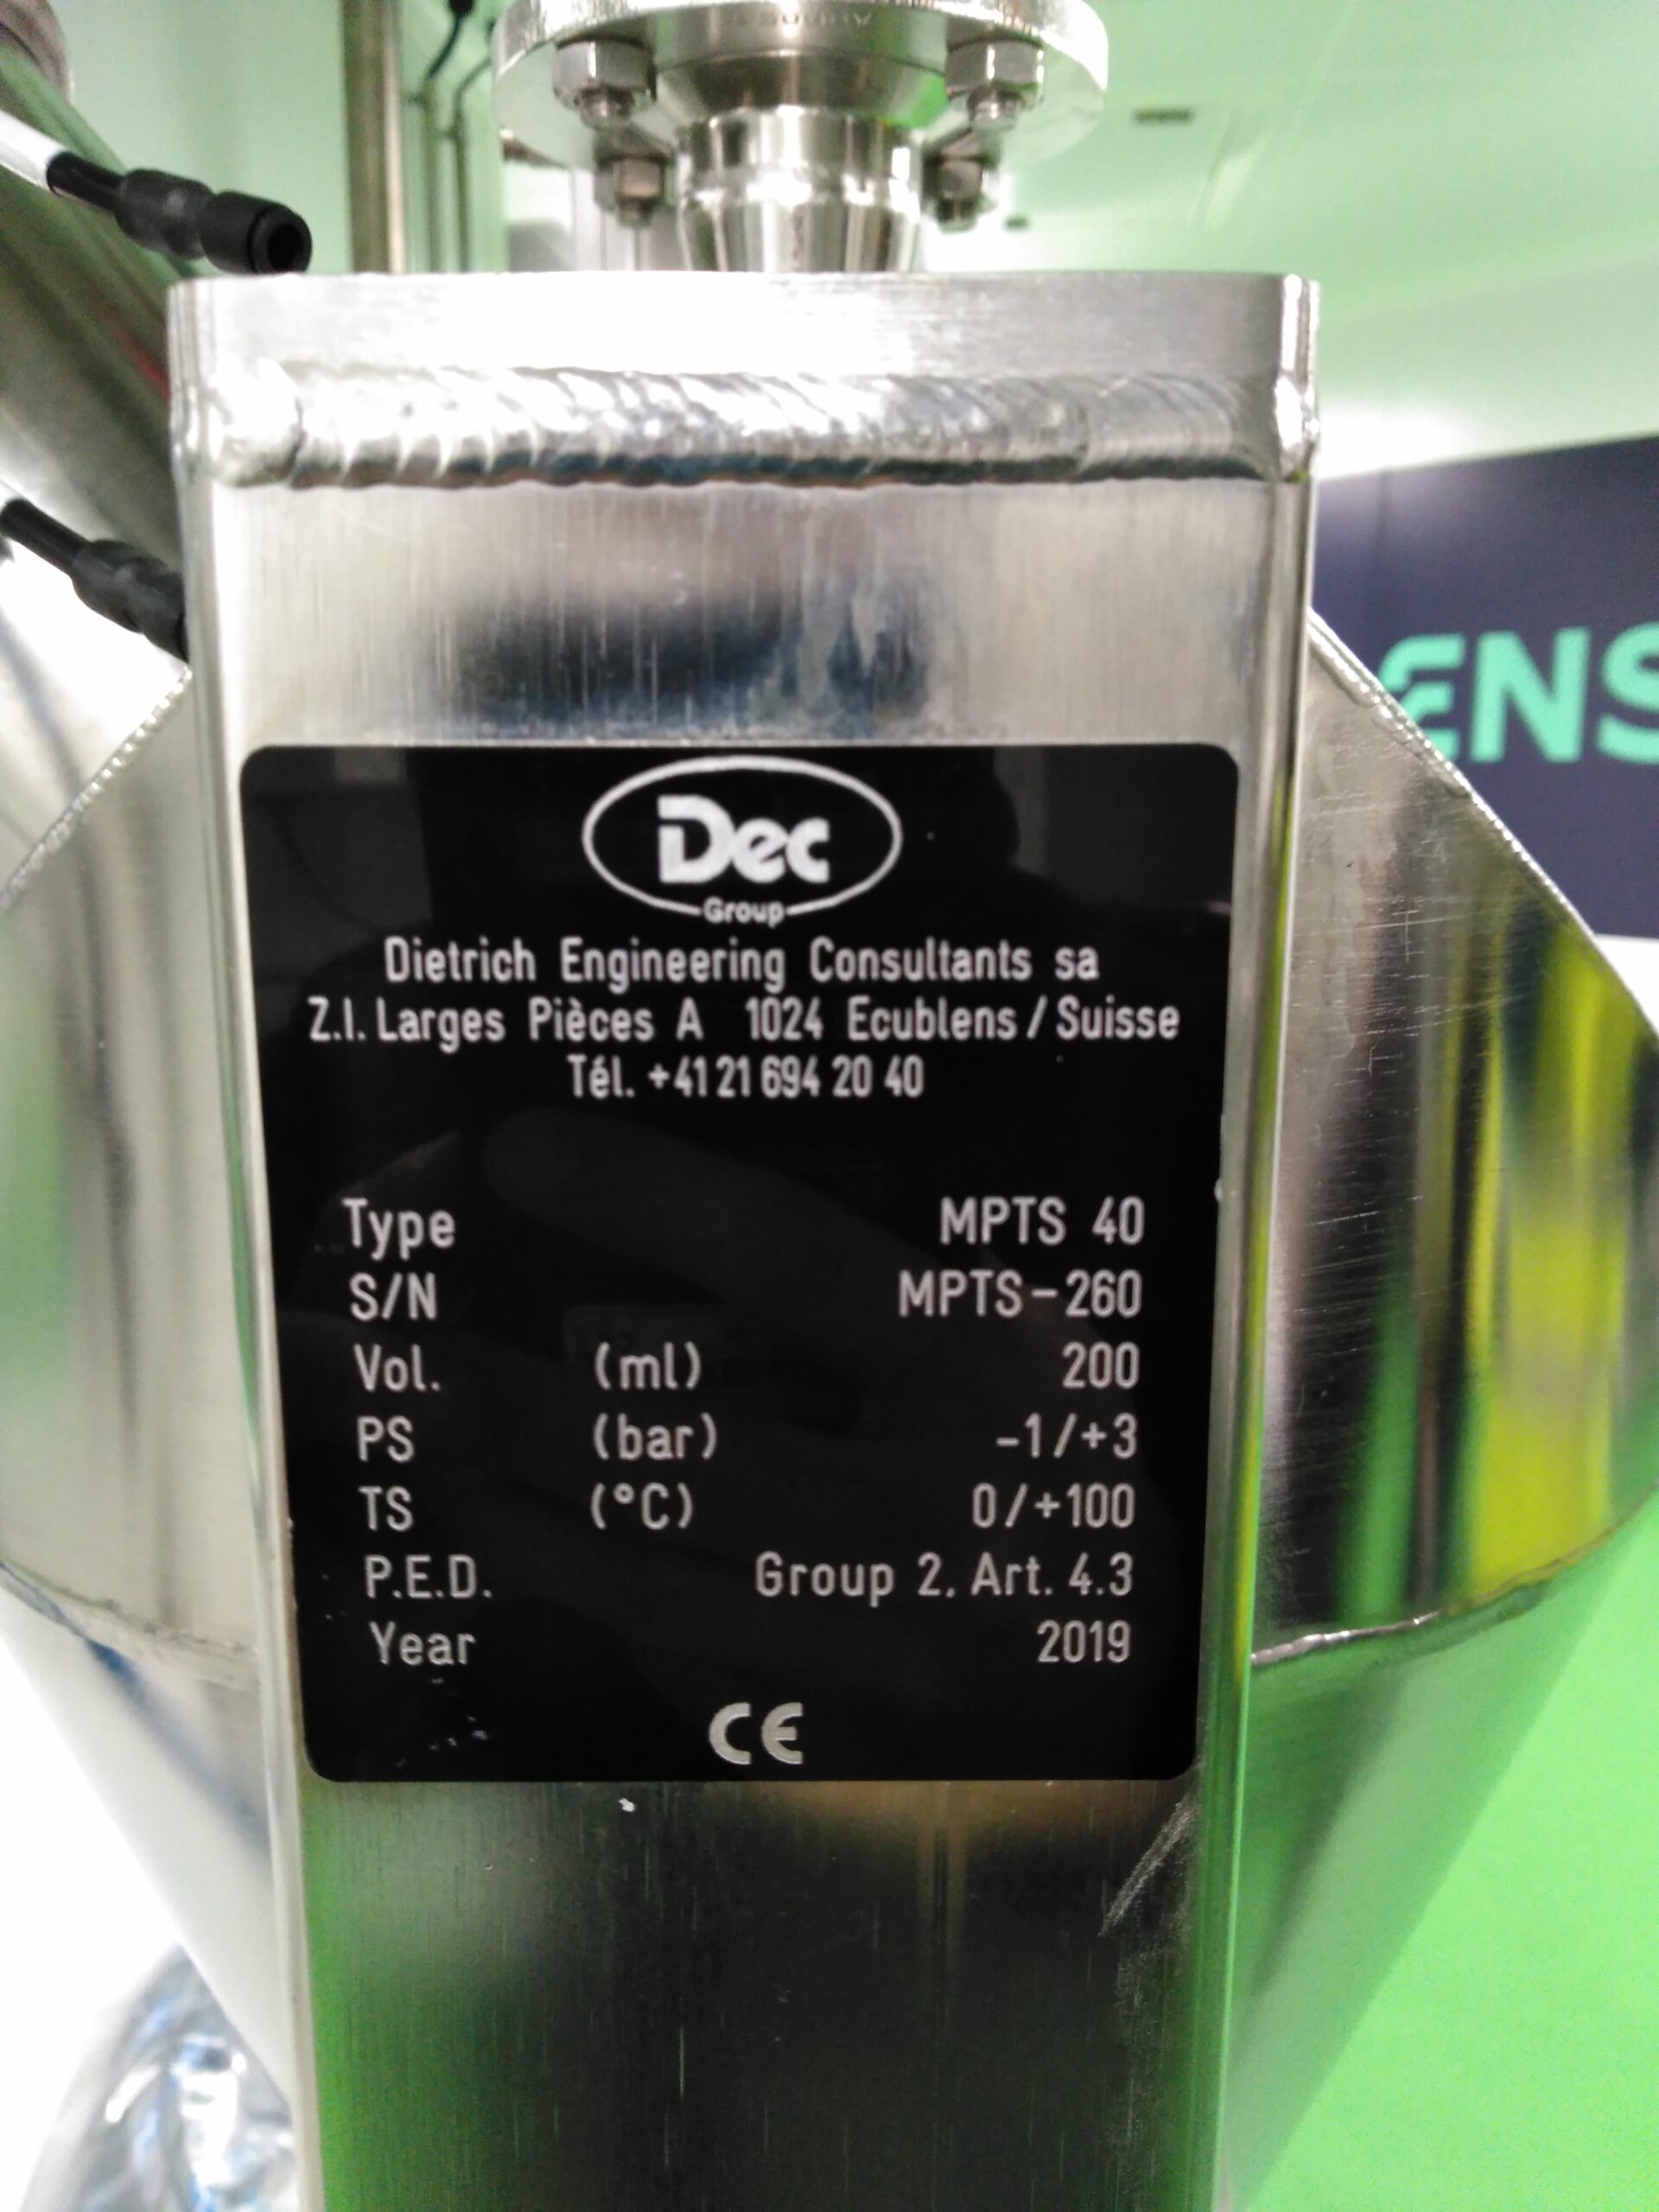 Dec
Group
Dietrich Engineering Consultants sa
Z.I. Larges Pièces A 1024 Ecublens / Suisse
Tél. +41 21 694 20 40
Type MPTS 40
S/N MPTS-260
Vol. (ml) 200
PS (bar) -1/+3
TS (°C) 0/+100
P.E.D. Group 2, Art. 4.3
Year 2019
CE
ENS